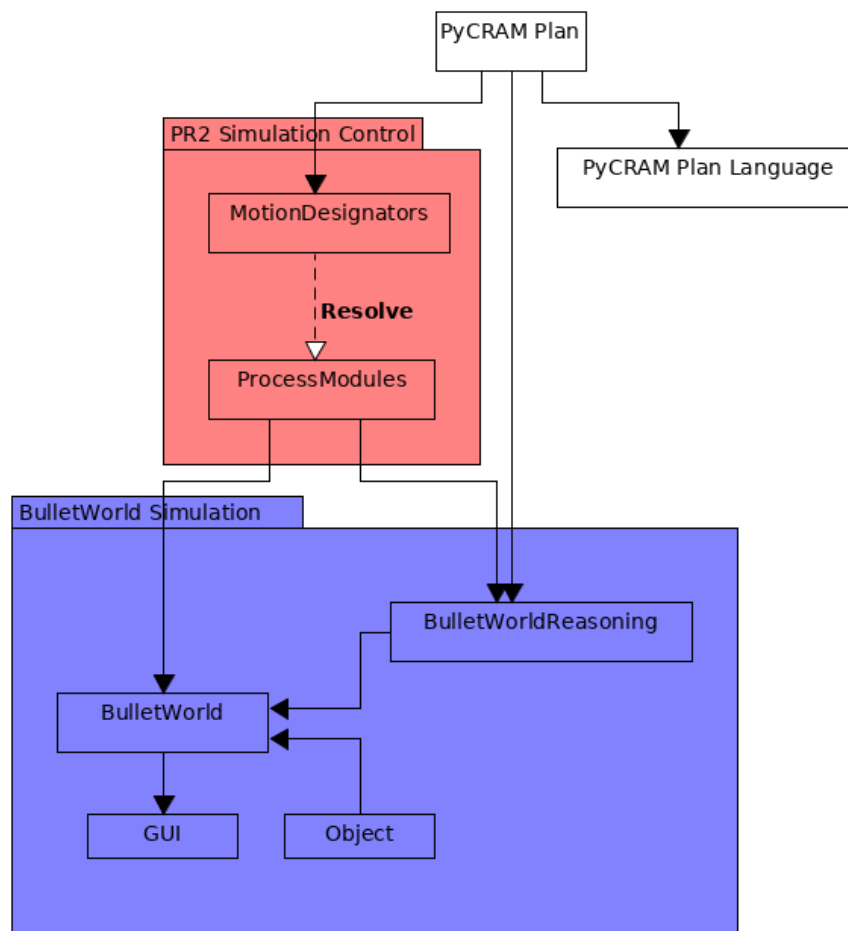 PyCRAM Plan
PR2 Simulation Control
PyCRAM Plan Language
MotionDesignators
Resolve
ProcessModules
BulletWorld Simulation
BulletWorldReasoning
BulletWorld
GUI
Object